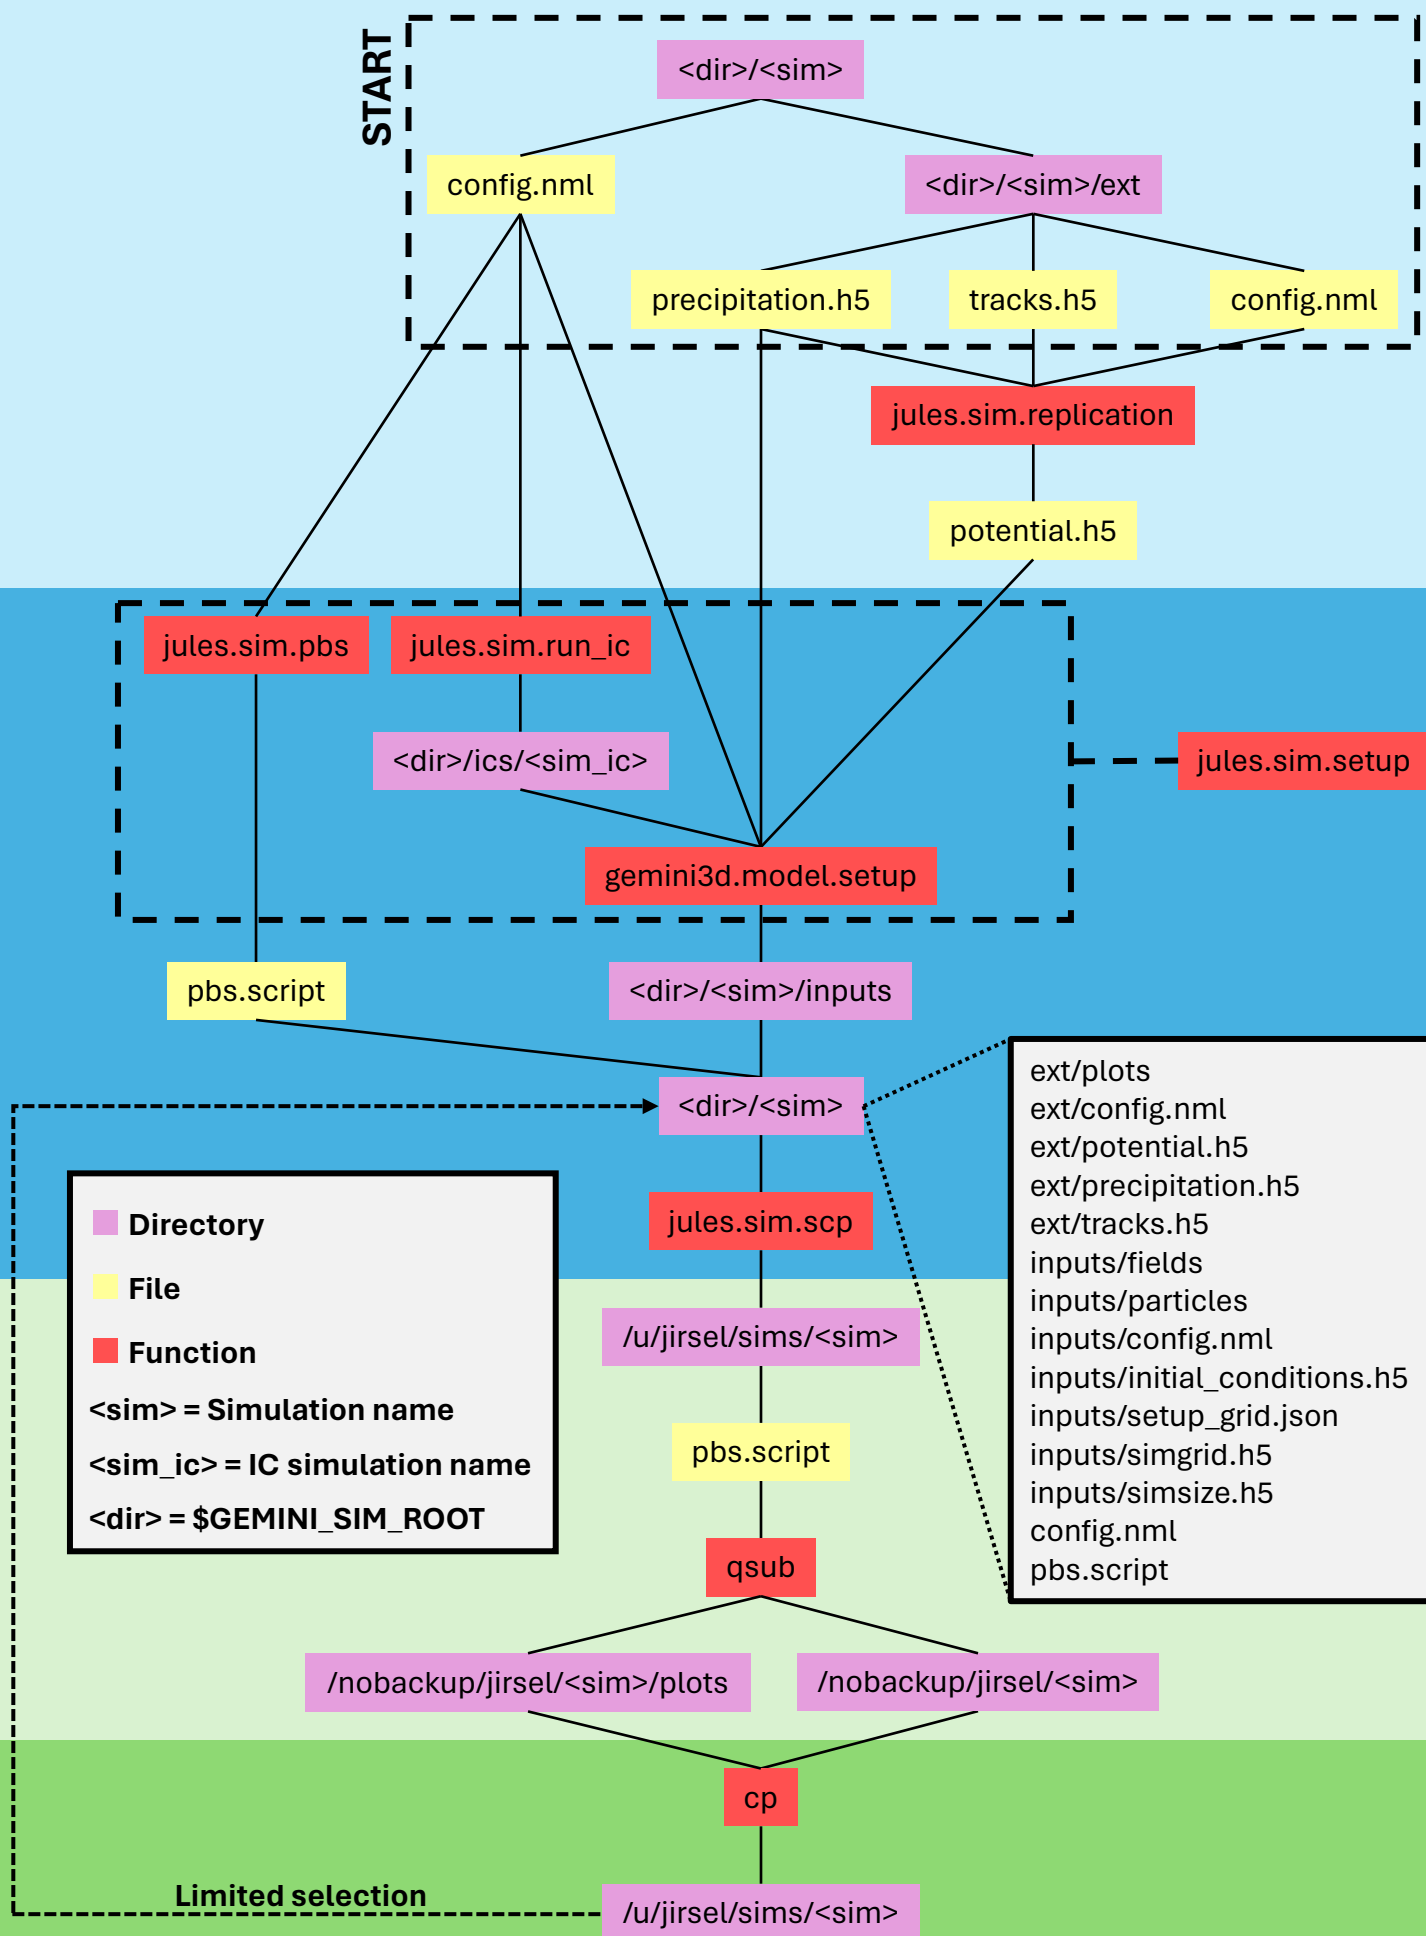 START
<dir>/<sim>
config.nml
<dir>/<sim>/ext
precipitation.h5
tracks.h5
config.nml
jules.sim.replication
potential.h5
jules.sim.pbs
jules.sim.run_ic
<dir>/ics/<sim_ic>
jules.sim.setup
gemini3d.model.setup
pbs.script
<dir>/<sim>/inputs
<dir>/<sim>
ext/plots
ext/config.nml
ext/potential.h5
ext/precipitation.h5
ext/tracks.h5
inputs/fields
inputs/particles
inputs/config.nml
inputs/initial_conditions.h5
inputs/setup_grid.json
inputs/simgrid.h5
inputs/simsize.h5
config.nml
pbs.script
Directory
File
Function
<sim> = Simulation name
<sim_ic> = IC simulation name
<dir> = $GEMINI_SIM_ROOT
jules.sim.scp
/u/jirsel/sims/<sim>
pbs.script
qsub
/nobackup/jirsel/<sim>/plots
/nobackup/jirsel/<sim>
cp
Limited selection
/u/jirsel/sims/<sim>